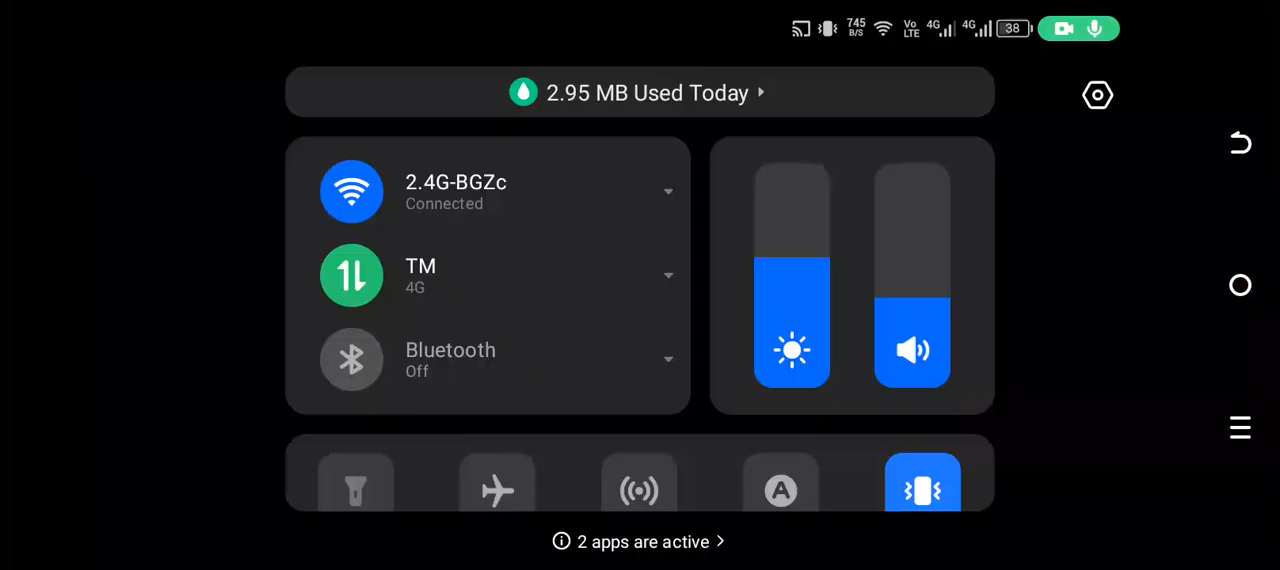 745 B/S Vo LTE 4G 4G 38
2.95 MB Used Today
2.4G-BGZc
Connected
TM
4G
Bluetooth
Off
A
2 apps are active